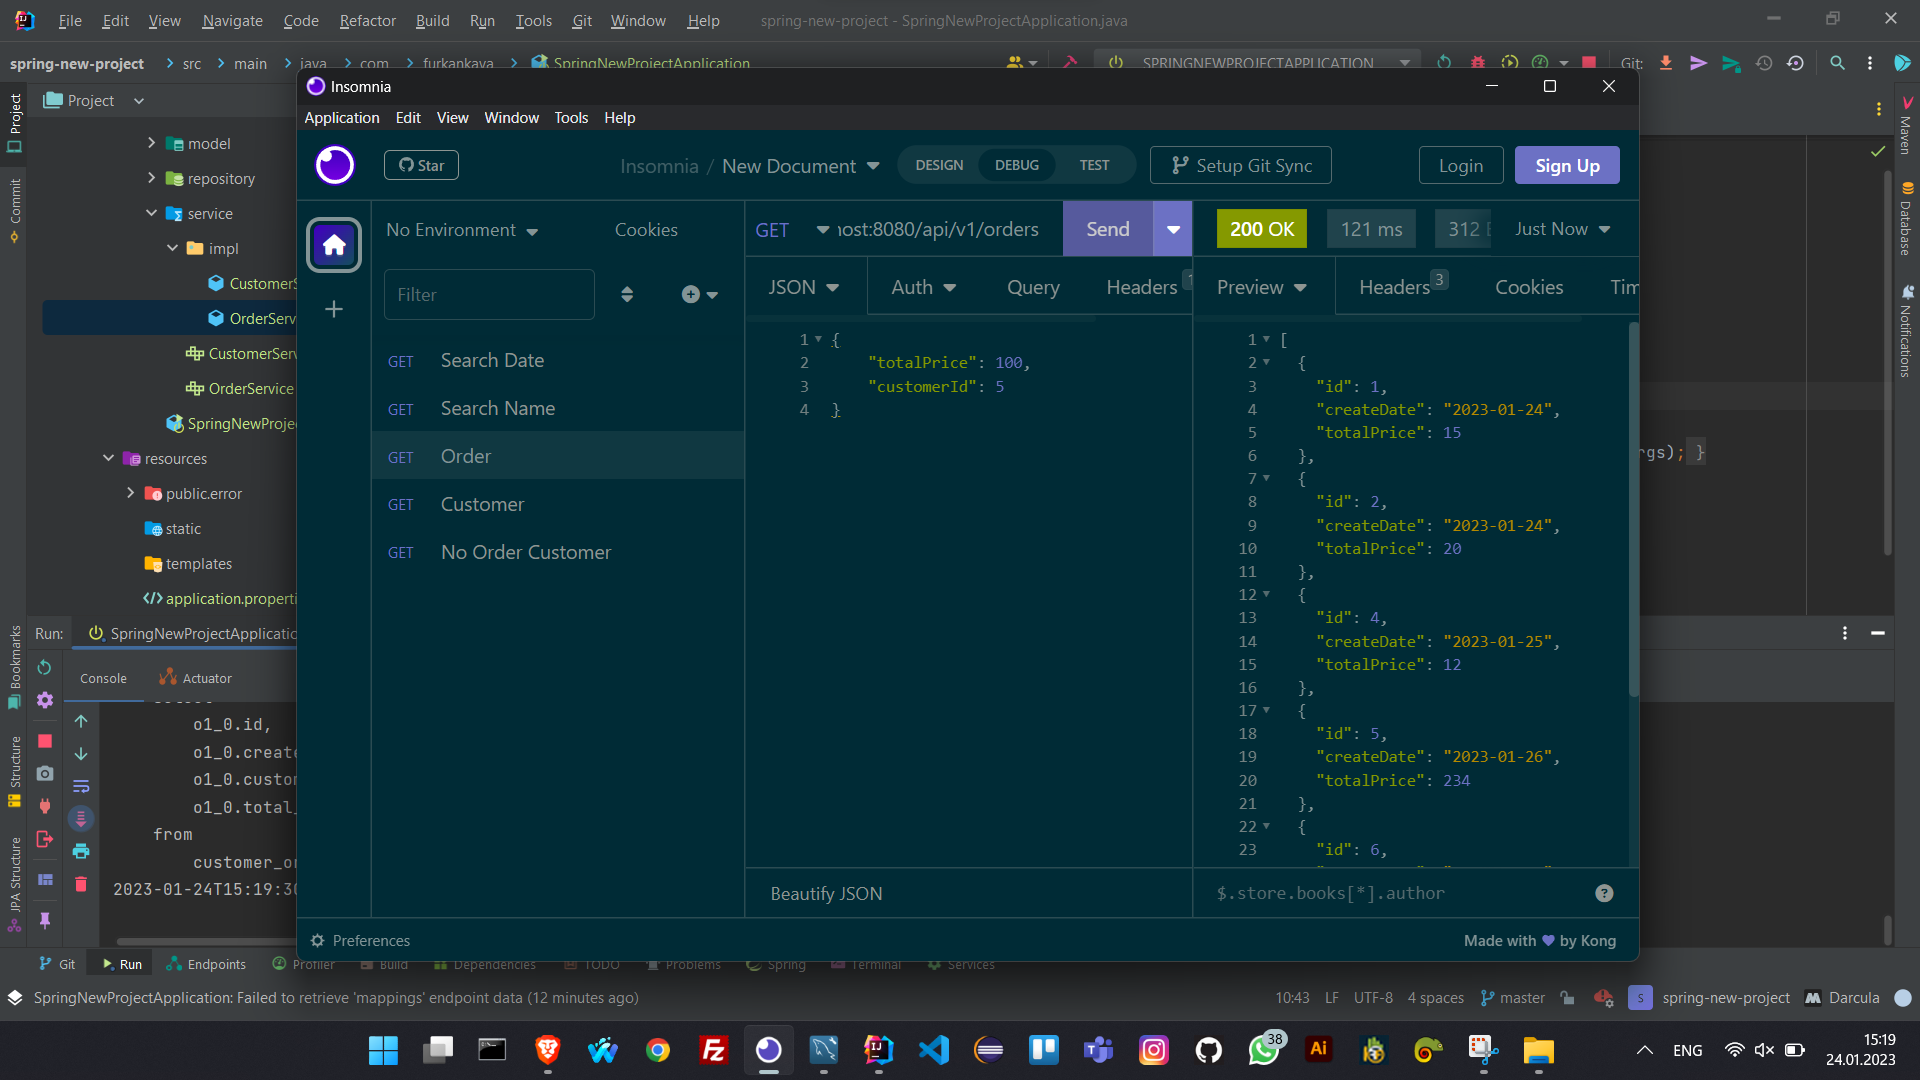 File Edit View Navigate Code Refactor Build Run Tools Git Window Help spring-new-project - SpringNewProjectApplication.java
spring-new-project src main java com furkankaya SpringNewProjectApplication SPRINGNEWPROJECTAPPLICATION Git:
Project
Project
Commit
model
repository
service
impl
CustomerS
OrderServ
CustomerServ
OrderService
SpringNewProje
resources
public.error
static
templates
application.properti
Insomnia
Application Edit View Window Tools Help
Star
Insomnia / New Document
DESIGN DEBUG TEST
Setup Git Sync
Login
Sign Up
No Environment
Cookies
Filter
GET Search Date
GET Search Name
GET Order
GET Customer
GET No Order Customer
GET
host:8080/api/v1/orders
Send
JSON Auth Query Headers 1
1 {
2 "totalPrice": 100,
3 "customerId": 5
4 }
Beautify JSON
200 OK 121 ms 312 B Just Now
Preview Headers 3 Cookies Tim
1 [
2 {
3 "id": 1,
4 "createDate": "2023-01-24",
5 "totalPrice": 15
6 },
7 {
8 "id": 2,
9 "createDate": "2023-01-24",
10 "totalPrice": 20
11 },
12 {
13 "id": 4,
14 "createDate": "2023-01-25",
15 "totalPrice": 12
16 },
17 {
18 "id": 5,
19 "createDate": "2023-01-26",
20 "totalPrice": 234
21 },
22 {
23 "id": 6,
$.store.books[*].author
?
Preferences
Made with by Kong
rgs); }
Maven
Database
Notifications
Run: SpringNewProjectApplicatio
Console Actuator
o1_0.id,
o1_0.create
o1_0.custom
o1_0.total_
from
customer_or
2023-01-24T15:19:30
Bookmarks
Structure
JPA Structure
Git Run Endpoints Profiler Build Dependencies TODO Problems Spring Terminal Services
SpringNewProjectApplication: Failed to retrieve 'mappings' endpoint data (12 minutes ago)
10:43 LF UTF-8 4 spaces master S spring-new-project Darcula
38
ENG
15:19
24.01.2023